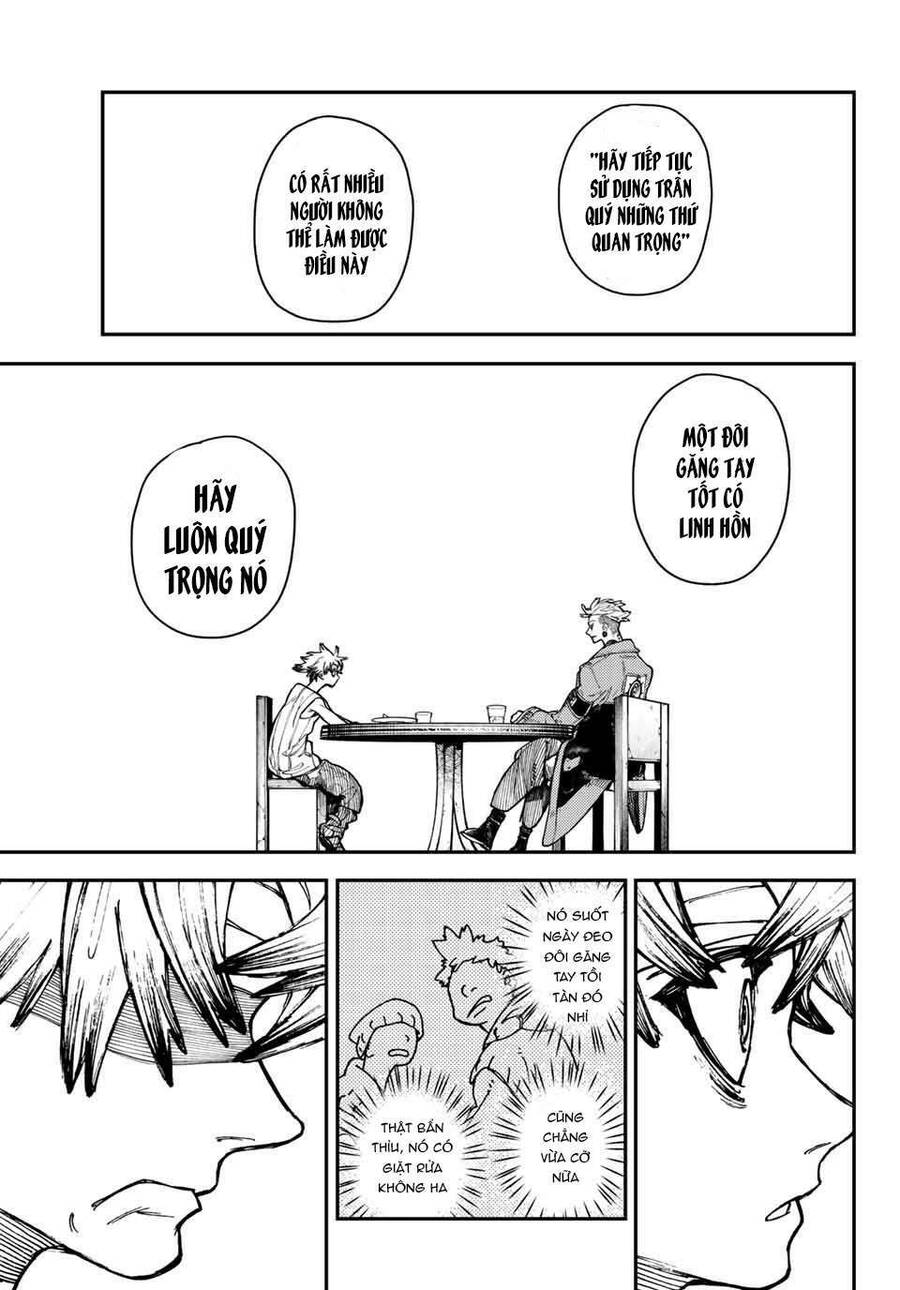 "HÃY TIẾP TỤC
SỬ DỤNG TRÂN
QUÝ NHỮNG THỨ
QUAN TRỌNG"
CÓ RẤT NHIỀU
NGƯỜI KHÔNG
THỂ LÀM ĐƯỢC
ĐIỀU NÀY
MỘT ĐÔI
GĂNG TAY
TỐT CÓ
LINH HỒN
HÃY
LUÔN QUÝ
TRỌNG NÓ
NÓ SUỐT
NGÀY ĐEO
ĐÔI GĂNG
TAY TỒI
TÀN ĐÓ
NHỈ
CŨNG
CHẲNG
VỪA CỠ
NỮA
THẬT BẨN
THỈU, NÓ CÓ
GIẶT RỬA
KHÔNG HA